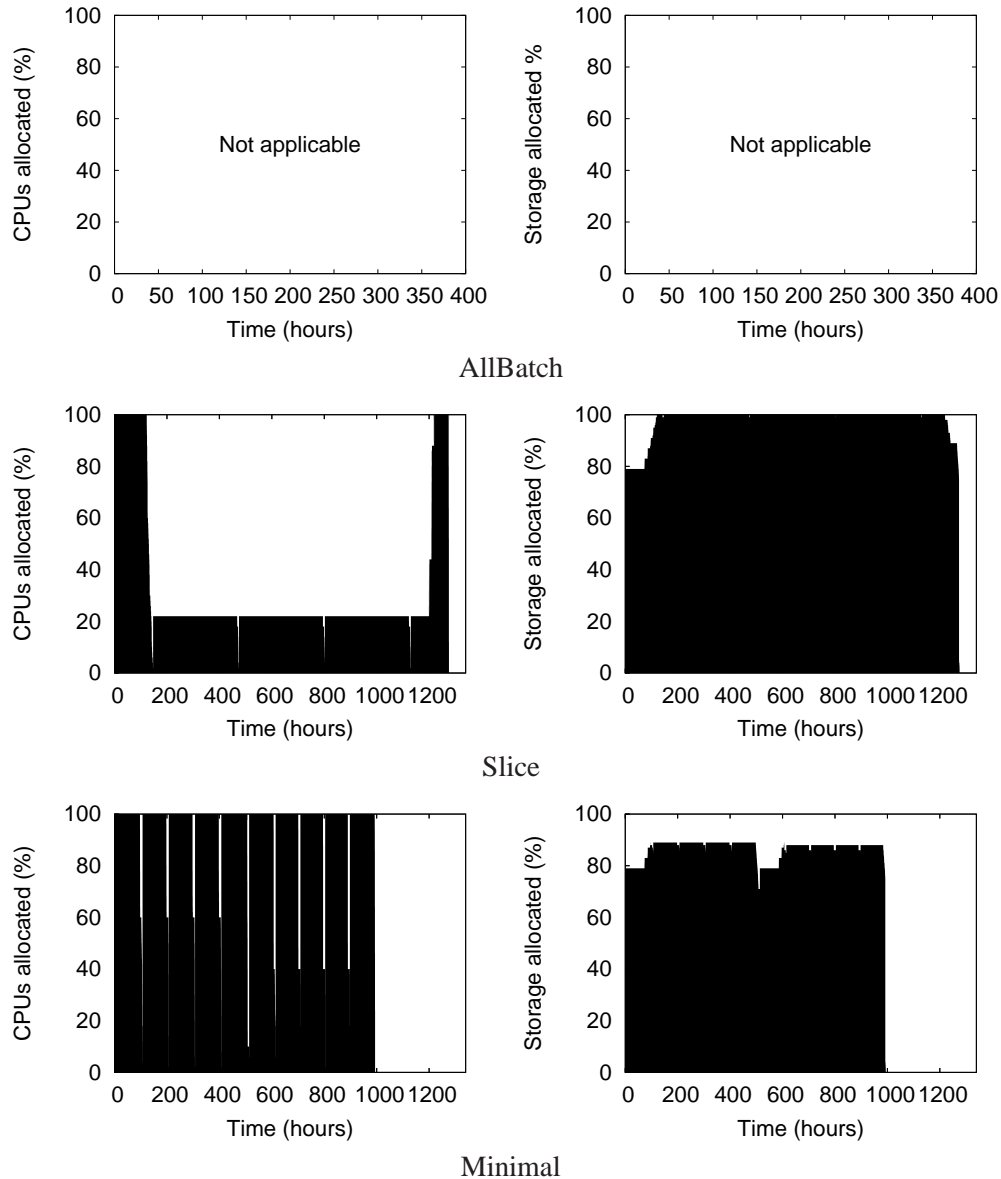 CPUs allocated (%)
100
80
60
40
20
0
Not applicable
0 50 100 150 200 250 300 350 400
Time (hours)
Storage allocated %
100
80
60
40
20
0
Not applicable
0 50 100 150 200 250 300 350 400
Time (hours)
AllBatch
CPUs allocated (%)
100
80
60
40
20
0
0 200 400 600 800 1000 1200
Time (hours)
Storage allocated (%)
100
80
60
40
20
0
0 200 400 600 800 1000 1200
Time (hours)
Slice
CPUs allocated (%)
100
80
60
40
20
0
0 200 400 600 800 1000 1200
Time (hours)
Storage allocated (%)
100
80
60
40
20
0
0 200 400 600 800 1000 1200
Time (hours)
Minimal